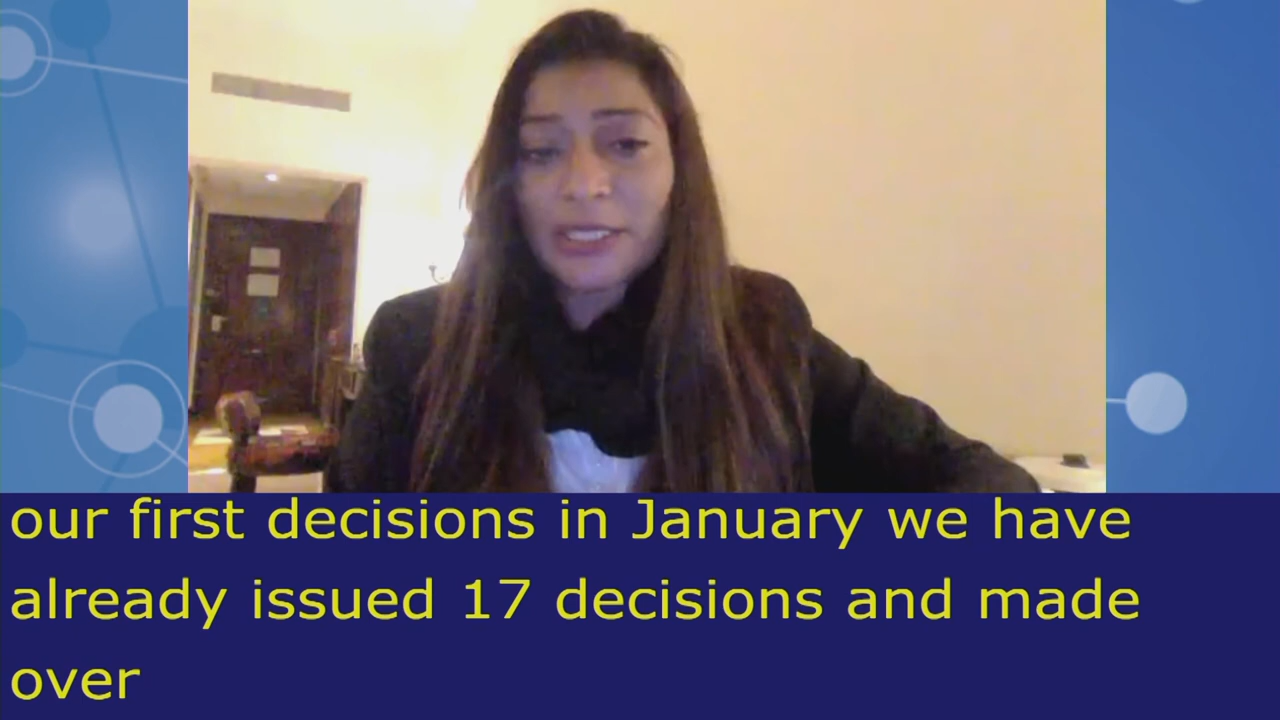 our first decisions in January we have
already issued 17 decisions and made
over